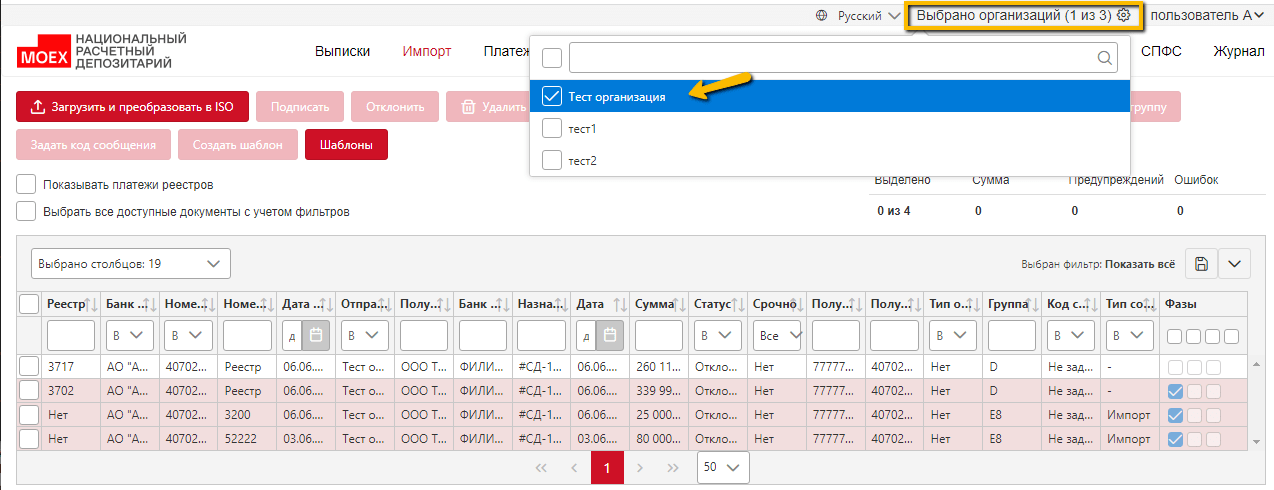 Русский Выбрано организаций (1 из 3) пользователь А
MOEX НАЦИОНАЛЬНЫЙ РАСЧЕТНЫЙ ДЕПОЗИТАРИЙ
Выписки Импорт СПФС Журнал
Тест организация
тест1
тест2
Загрузить и преобразовать в ISO Подписать Отклонить Удалить
Задать код сообщения Создать шаблон Шаблоны
Показывать платежи реестров
Выбрать все доступные документы с учетом фильтров
Выделено Сумма Предупреждений Ошибок
0 из 4 0 0 0
Выбрано столбцов: 19 Выбран фильтр: Показать всё
Реестр Банк ... Номе... Номе... Дата ... Отпра... Полу... Банк ... Назна... Дата Сумма Статус Срочно Полу... Полу... Тип о... Группа Код с... Тип со... Фазы
В В д В д В Все В В
3717 АО "А... 40702... Реестр 06.06.... Тест о... ООО Т... ФИЛИ... #СД-1... 06.06.... 260 11... Откло... Нет 77777... 40702... Нет D Не зад... -
3702 АО "А... 40702... Реестр 06.06.... Тест о... ООО Т... ФИЛИ... #СД-1... 06.06.... 339 99... Откло... Нет 77777... 40702... Нет D Не зад... -
Нет АО "А... 40702... 3200 06.06.... Тест о... ООО Т... ФИЛИ... #СД-1... 06.06.... 25 000... Откло... Нет 77777... 40702... Нет E8 Не зад... Импорт
Нет АО "А... 40702... 52222 03.06.... Тест о... ООО Т... ФИЛИ... #СД-1... 03.06.... 80 000... Откло... Нет 77777... 40702... Нет E8 Не зад... Импорт
1 50